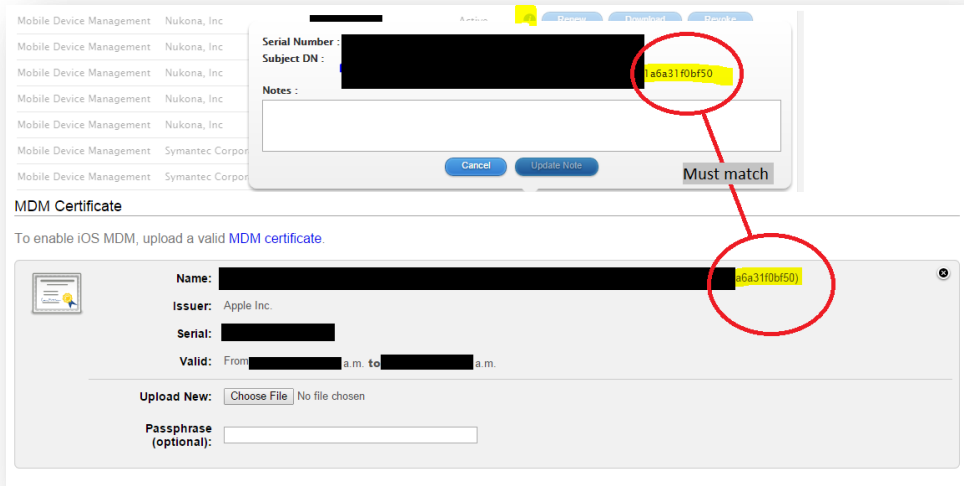 Mobile Device Management Nukona, Inc Active Renew Download Revoke
Mobile Device Management Nukona, Inc
Mobile Device Management Nukona, Inc
Mobile Device Management Nukona, Inc
Mobile Device Management Nukona, Inc
Mobile Device Management Symantec Corpor
Mobile Device Management Symantec Corpor
Serial Number :
Subject DN :
1a6a31f0bf50
Notes :
Cancel Update Note
Must match
MDM Certificate
To enable iOS MDM, upload a valid MDM certificate.
Name: a6a31f0bf50)
Issuer: Apple Inc.
Serial:
Valid: From a.m. to a.m.
Upload New: Choose File No file chosen
Passphrase
(optional):